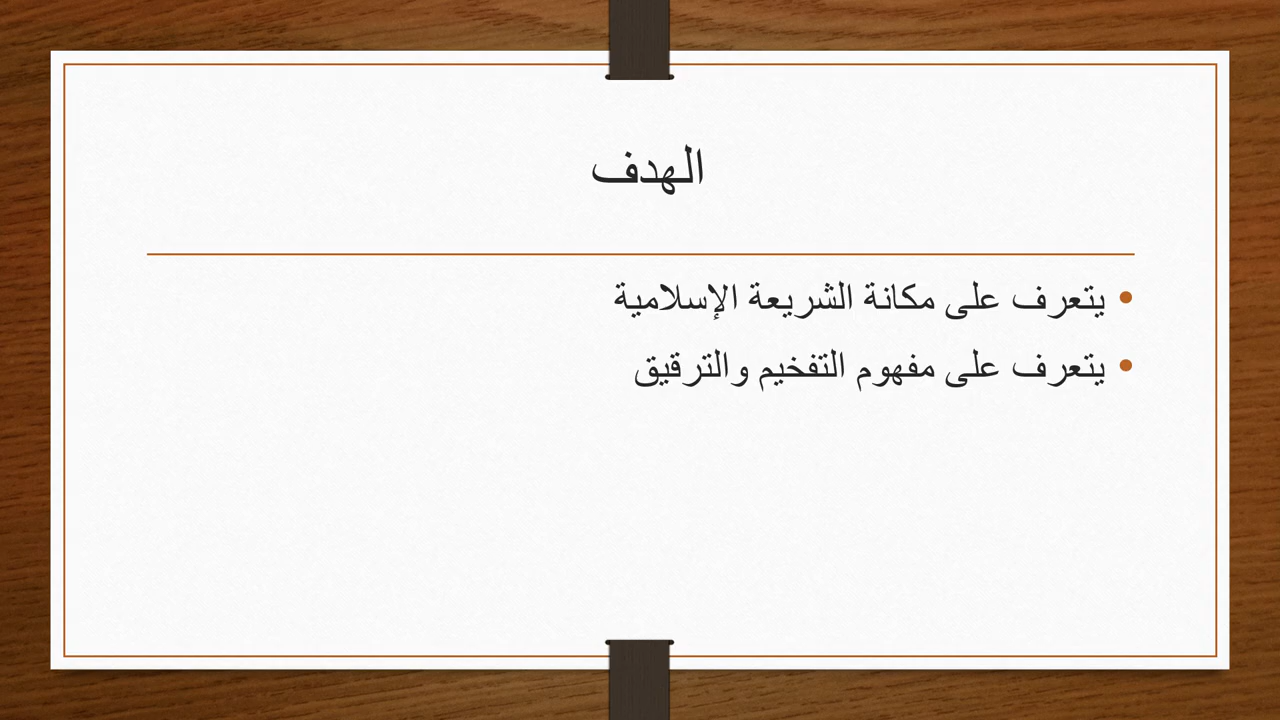 الهدف
• يتعرف على مكانة الشريعة الإسلامية
• يتعرف على مفهوم التفخيم والترقيق